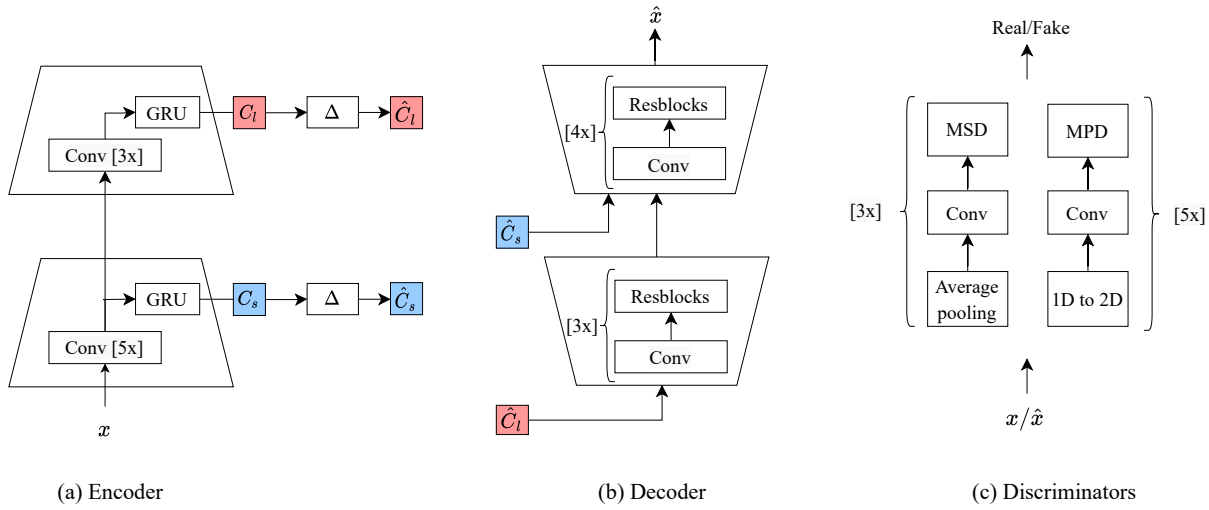 GRU
C_l
Δ
Ĉ_l
Conv [3x]
GRU
C_s
Δ
Ĉ_s
Conv [5x]
x
(a) Encoder
x̂
[4x]
Resblocks
Conv
Ĉ_s
[3x]
Resblocks
Conv
Ĉ_l
(b) Decoder
Real/Fake
MSD
MPD
[3x]
Conv
Conv
[5x]
Average
pooling
1D to 2D
x/x̂
(c) Discriminators